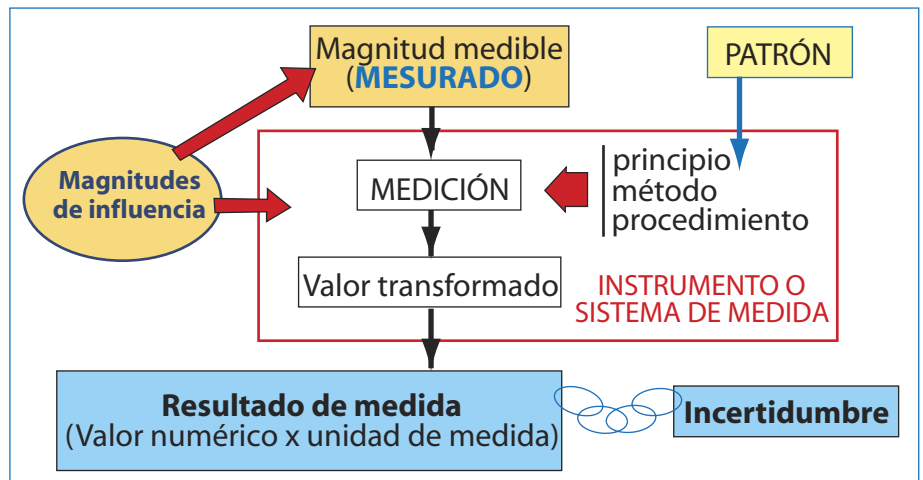 Magnitud medible
(MESURADO)
PATRÓN
Magnitudes
de influencia
MEDICIÓN
principio
método
procedimiento
Valor transformado
INSTRUMENTO O
SISTEMA DE MEDIDA
Resultado de medida
(Valor numérico x unidad de medida)
Incertidumbre